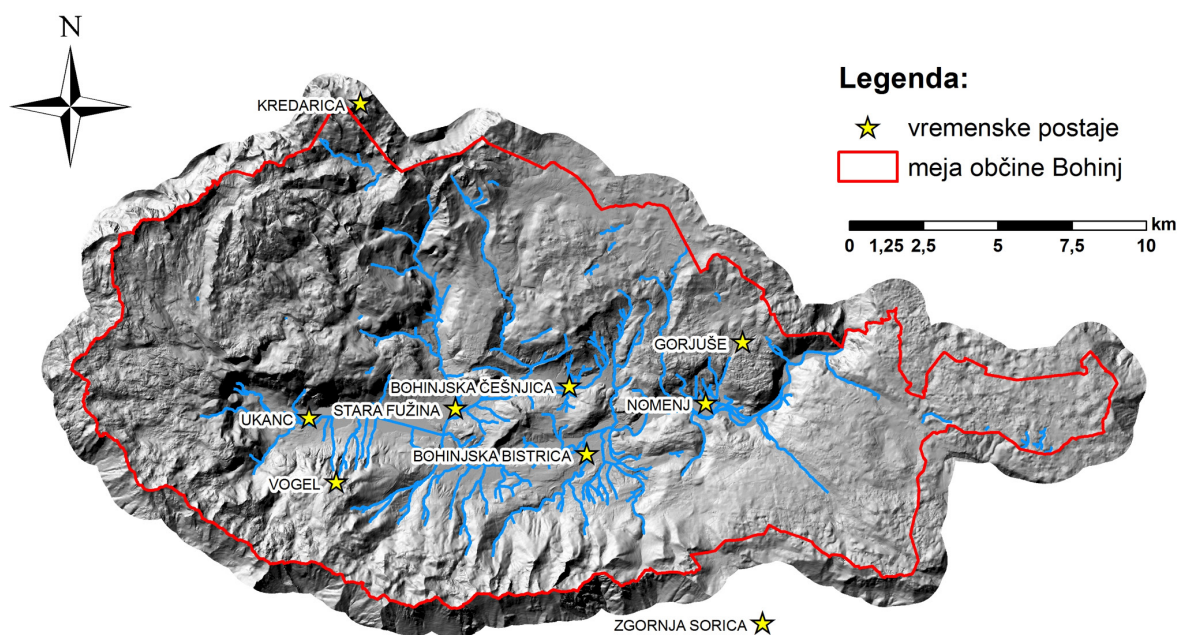 N
KREDARICA
Legenda:
vremenske postaje
meja občine Bohinj
km
0 1,25 2,5 5 7,5 10
GORJUŠE
BOHINJSKA ČEŠNJICA
NOMENJ
STARA FUŽINA
UKANC
BOHINJSKA BISTRICA
VOGEL
ZGORNJA SORICA